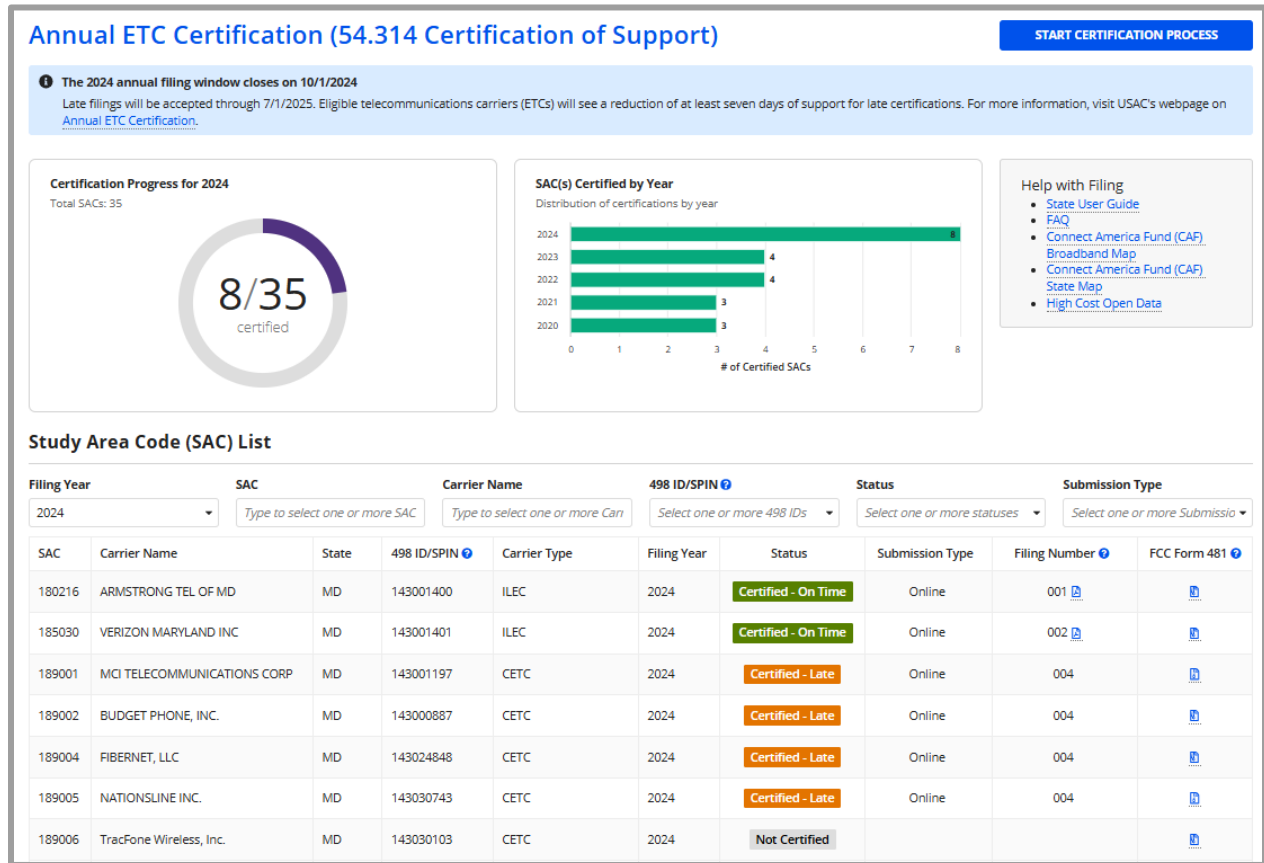 Annual ETC Certification (54.314 Certification of Support)
START CERTIFICATION PROCESS
The 2024 annual filing window closes on 10/1/2024
Late filings will be accepted through 7/1/2025. Eligible telecommunications carriers (ETCs) will see a reduction of at least seven days of support for late certifications. For more information, visit USAC's webpage on
Annual ETC Certification.
Certification Progress for 2024
Total SACs: 35
8/35
certified
SAC(s) Certified by Year
Distribution of certifications by year
2024 8
2023 4
2022 4
2021 3
2020 3
0 1 2 3 4 5 6 7 8
# of Certified SACs
Help with Filing
State User Guide
FAQ
Connect America Fund (CAF)
Broadband Map
Connect America Fund (CAF)
State Map
High Cost Open Data
Study Area Code (SAC) List
Filing Year SAC Carrier Name 498 ID/SPIN Status Submission Type
2024 Type to select one or more SAC Type to select one or more Carr Select one or more 498 IDs Select one or more statuses Select one or more Submissio
SAC Carrier Name State 498 ID/SPIN Carrier Type Filing Year Status Submission Type Filing Number FCC Form 481
180216 ARMSTRONG TEL OF MD MD 143001400 ILEC 2024 Certified - On Time Online 001
185030 VERIZON MARYLAND INC MD 143001401 ILEC 2024 Certified - On Time Online 002
189001 MCI TELECOMMUNICATIONS CORP MD 143001197 CETC 2024 Certified - Late Online 004
189002 BUDGET PHONE, INC. MD 143000887 CETC 2024 Certified - Late Online 004
189004 FIBERNET, LLC MD 143024848 CETC 2024 Certified - Late Online 004
189005 NATIONSLINE INC. MD 143030743 CETC 2024 Certified - Late Online 004
189006 TracFone Wireless, Inc. MD 143030103 CETC 2024 Not Certified